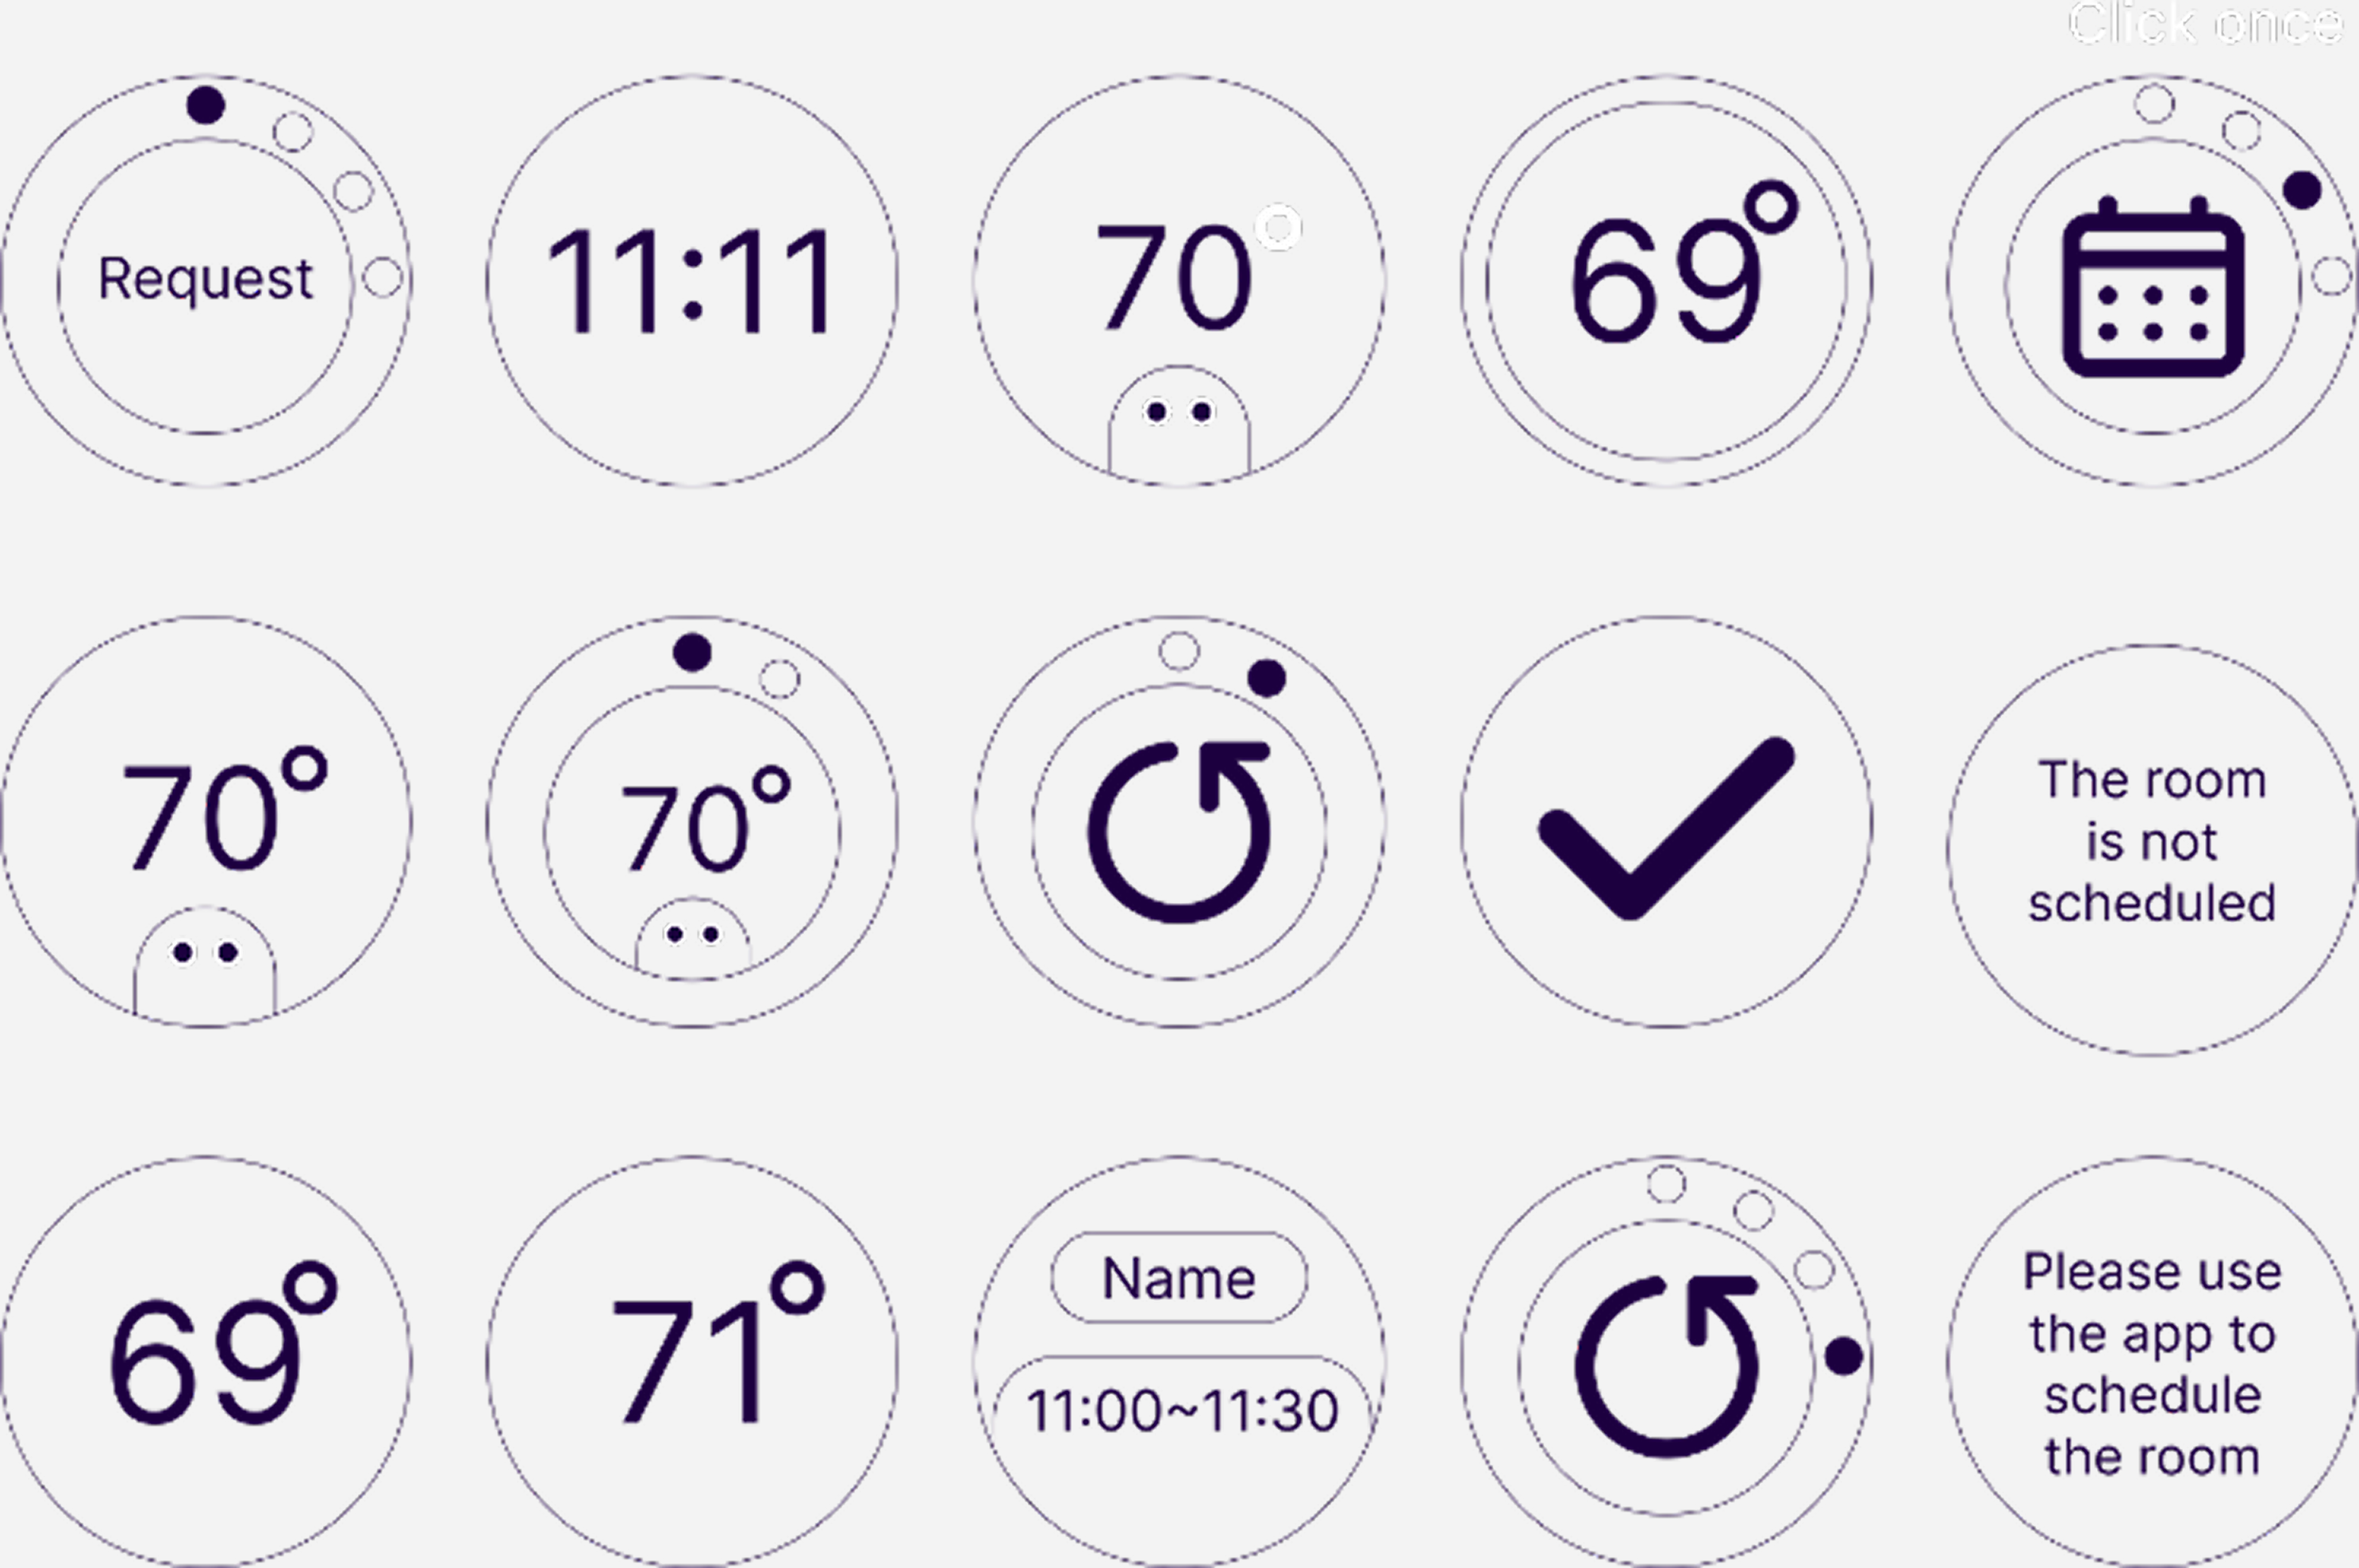 Click once
Request
11:11
70°
69°
70°
70°
The room
is not
scheduled
69°
71°
Name
11:00~11:30
Please use
the app to
schedule
the room